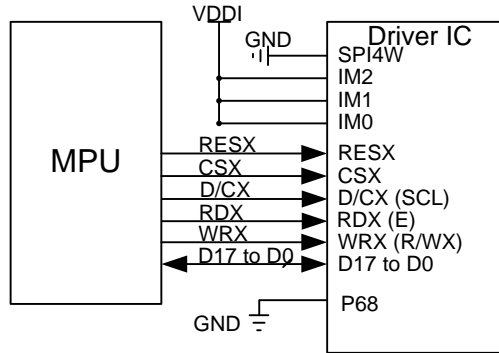 VDDI
GND
Driver IC
SPI4W
IM2
IM1
IM0
MPU
RESX
RESX
CSX
CSX
D/CX
D/CX (SCL)
RDX
RDX (E)
WRX
WRX (R/WX)
D17 to D0
D17 to D0
P68
GND